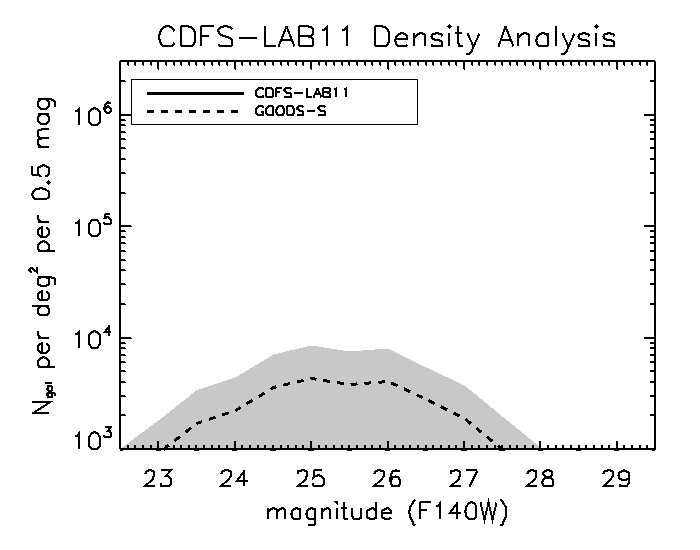 CDFS-LAB11 Density Analysis
CDFS-LAB11
GOODS-S
N_gal per deg² per 0.5 mag
10⁶
10⁵
10⁴
10³
23 24 25 26 27 28 29
magnitude (F140W)